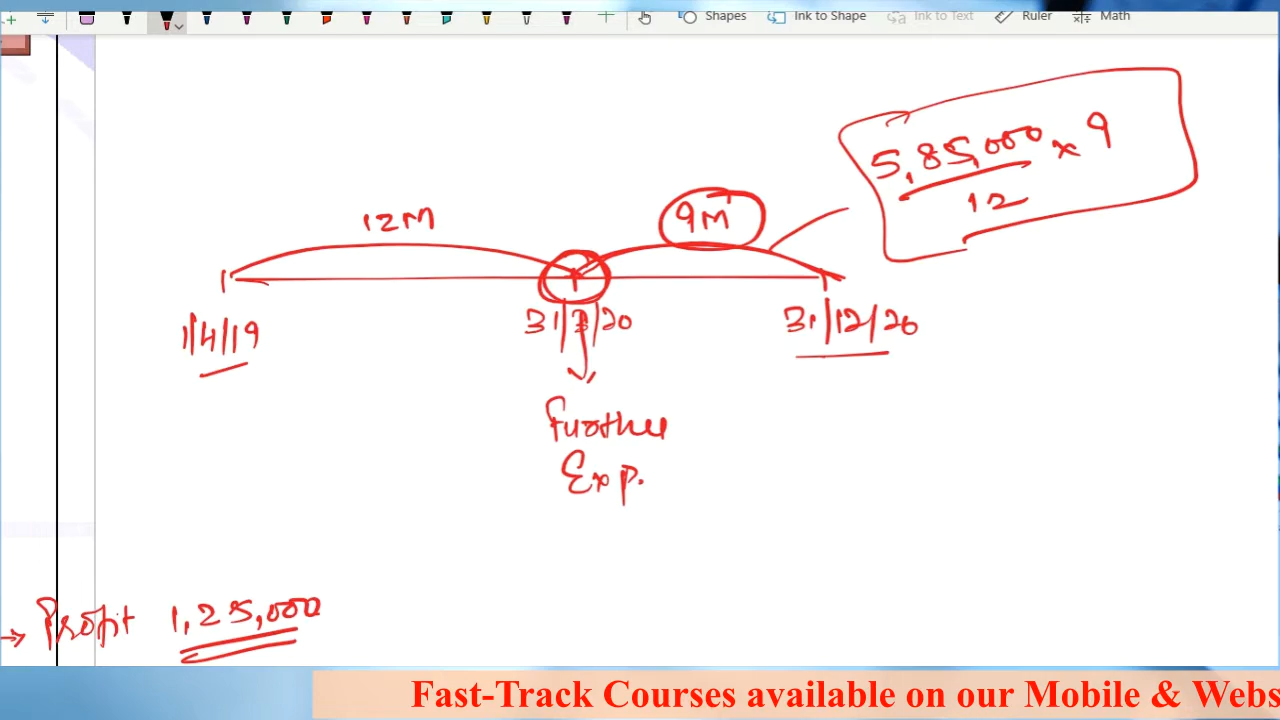 Shapes
Ink to Shape
Ink to Text
Ruler
Math
5,85,000 x 9
12
12M
9M
1/4/19
31/3/20
31/12/20
Further
Exp.
→ Profit 1,25,000
Fast-Track Courses available on our Mobile & Webs